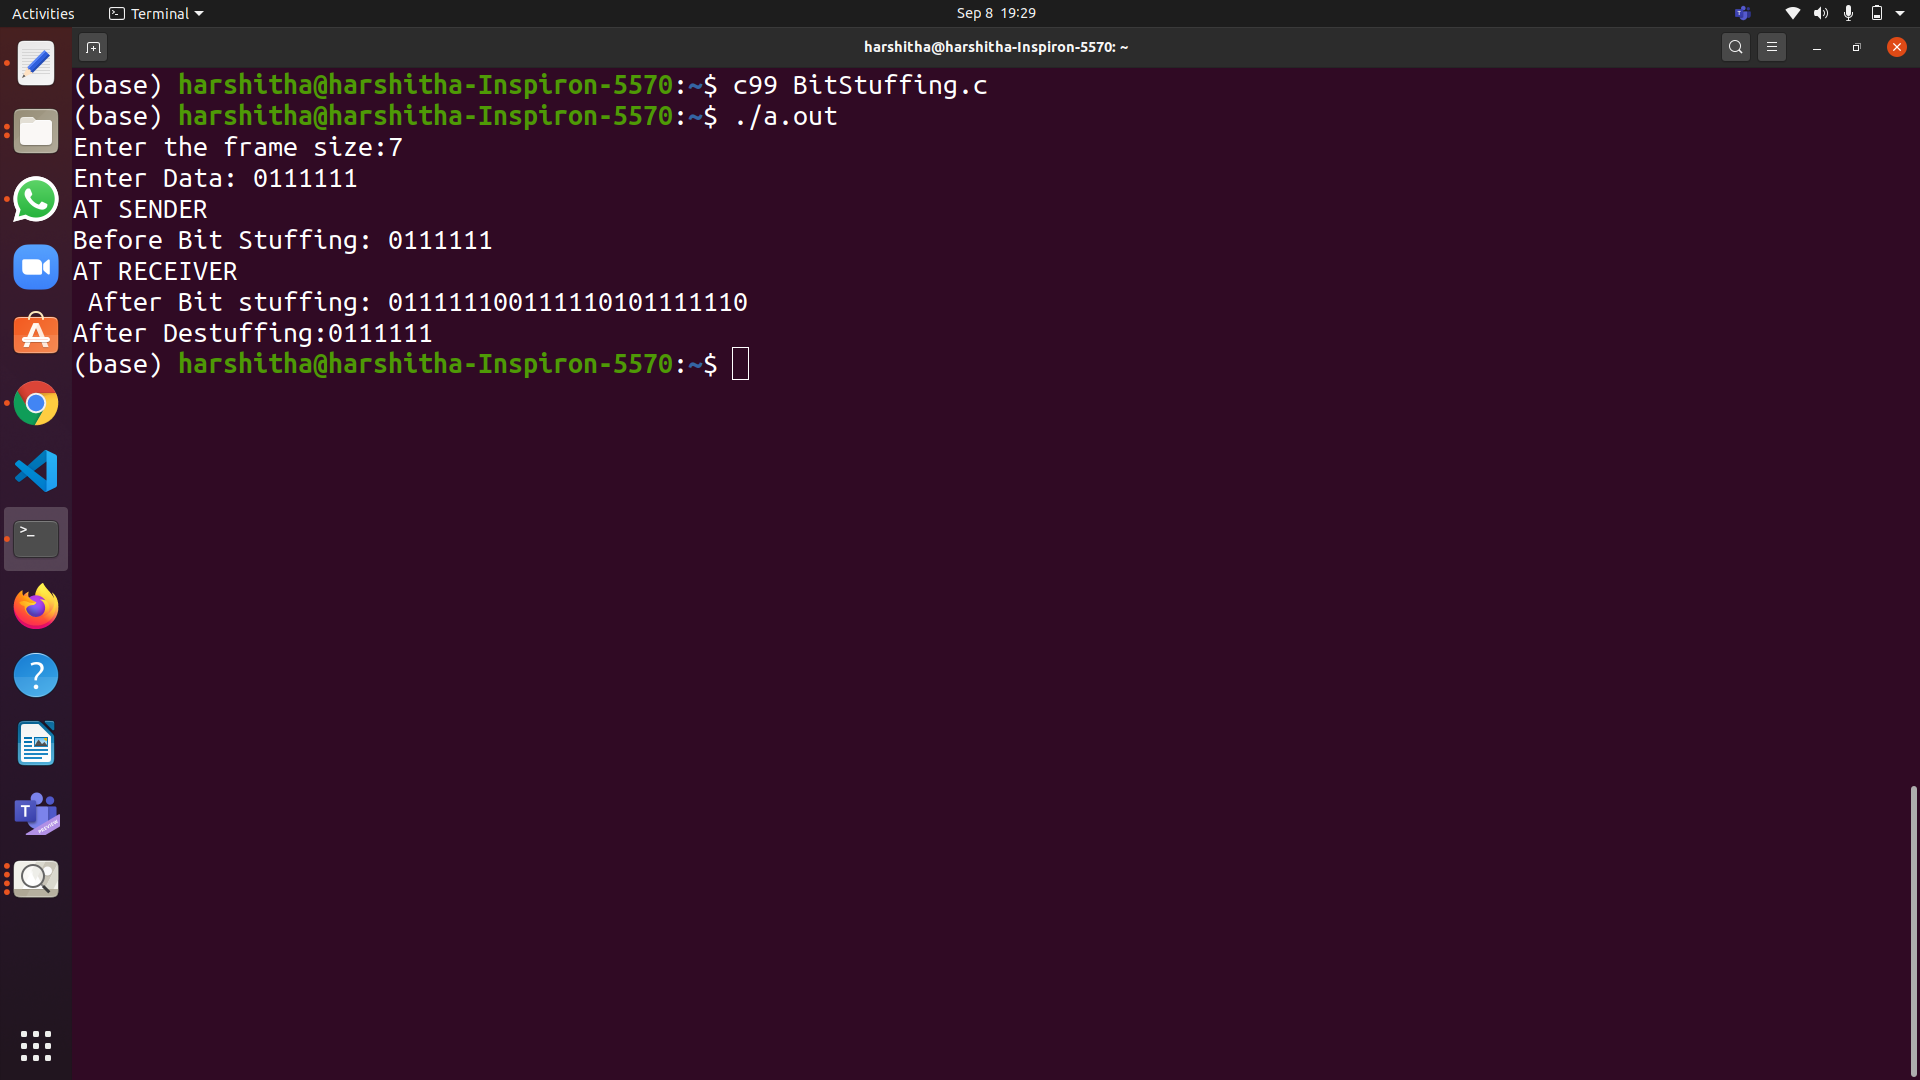 Activities
Terminal
Sep 8 19:29
harshitha@harshitha-Inspiron-5570: ~
(base) harshitha@harshitha-Inspiron-5570:~$ c99 BitStuffing.c
(base) harshitha@harshitha-Inspiron-5570:~$ ./a.out
Enter the frame size:7
Enter Data: 0111111
AT SENDER
Before Bit Stuffing: 0111111
AT RECEIVER
After Bit stuffing: 011111100111110101111110
After Destuffing:0111111
(base) harshitha@harshitha-Inspiron-5570:~$